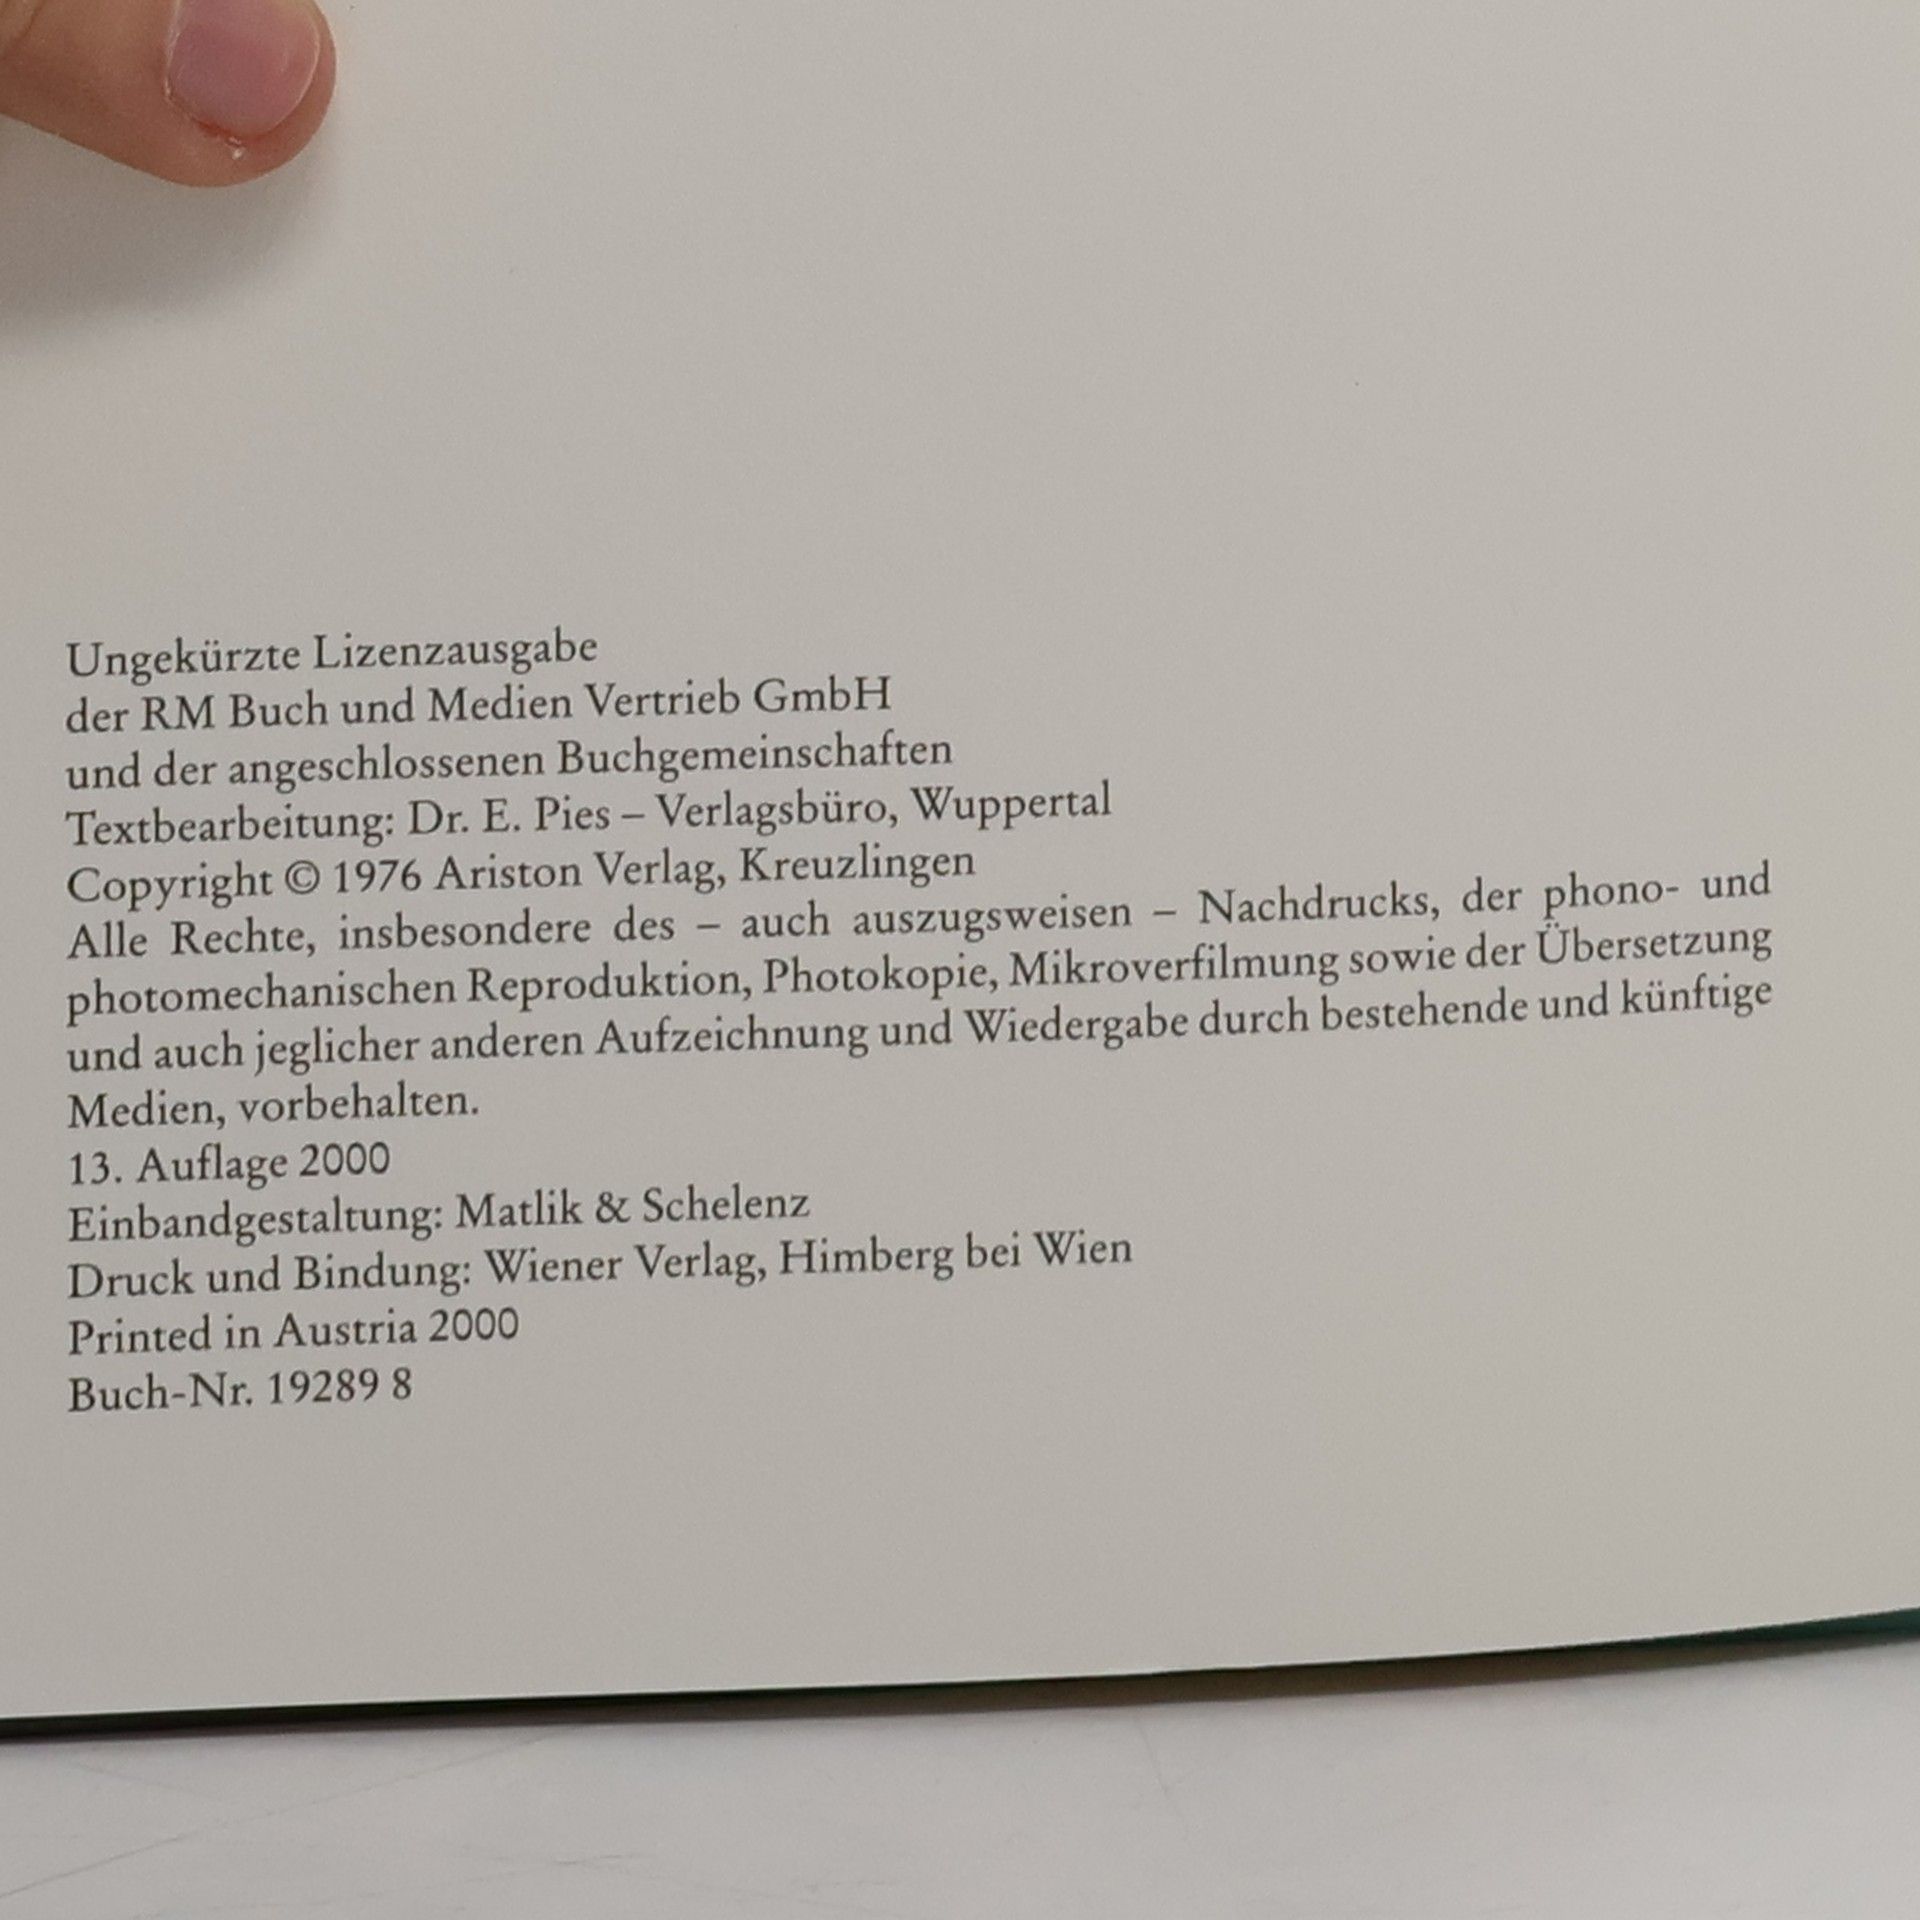 Ungekürzte Lizenzausgabe
der RM Buch und Medien Vertrieb GmbH
und der angeschlossenen Buchgemeinschaften
Textbearbeitung: Dr. E. Pies – Verlagsbüro, Wuppertal
Copyright © 1976 Ariston Verlag, Kreuzlingen
Alle Rechte, insbesondere des – auch auszugsweisen – Nachdrucks, der phono- und
photomechanischen Reproduktion, Photokopie, Mikroverfilmung sowie der Übersetzung
und auch jeglicher anderen Aufzeichnung und Wiedergabe durch bestehende und künftige
Medien, vorbehalten.
13. Auflage 2000
Einbandgestaltung: Matlik & Schelenz
Druck und Bindung: Wiener Verlag, Himberg bei Wien
Printed in Austria 2000
Buch-Nr. 19289 8